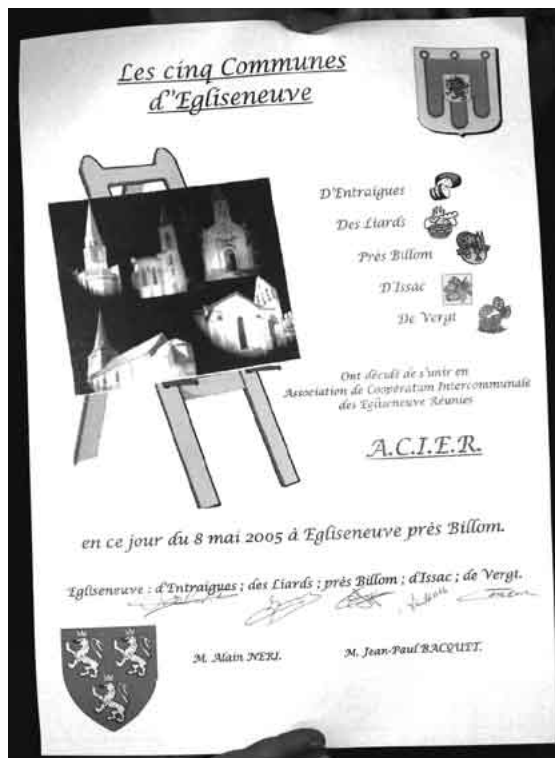 Les cinq Communes
d''Egliseneuve
D'Entraigues
Des Liards
Près Billom
D'Issac
De Vergt
Ont décidé de s'unir en
Association de Coopératum Intercommunale
des Egliseneuve Réunies
A.C.I.E.R.
en ce jour du 8 mai 2005 à Egliseneuve près Billom.
Egliseneuve : d'Entraigues ; des Liards ; près Billom ; d'Issac ; de Vergt.
M. Alain NERI.
M. Jean-Paul BACQUET.